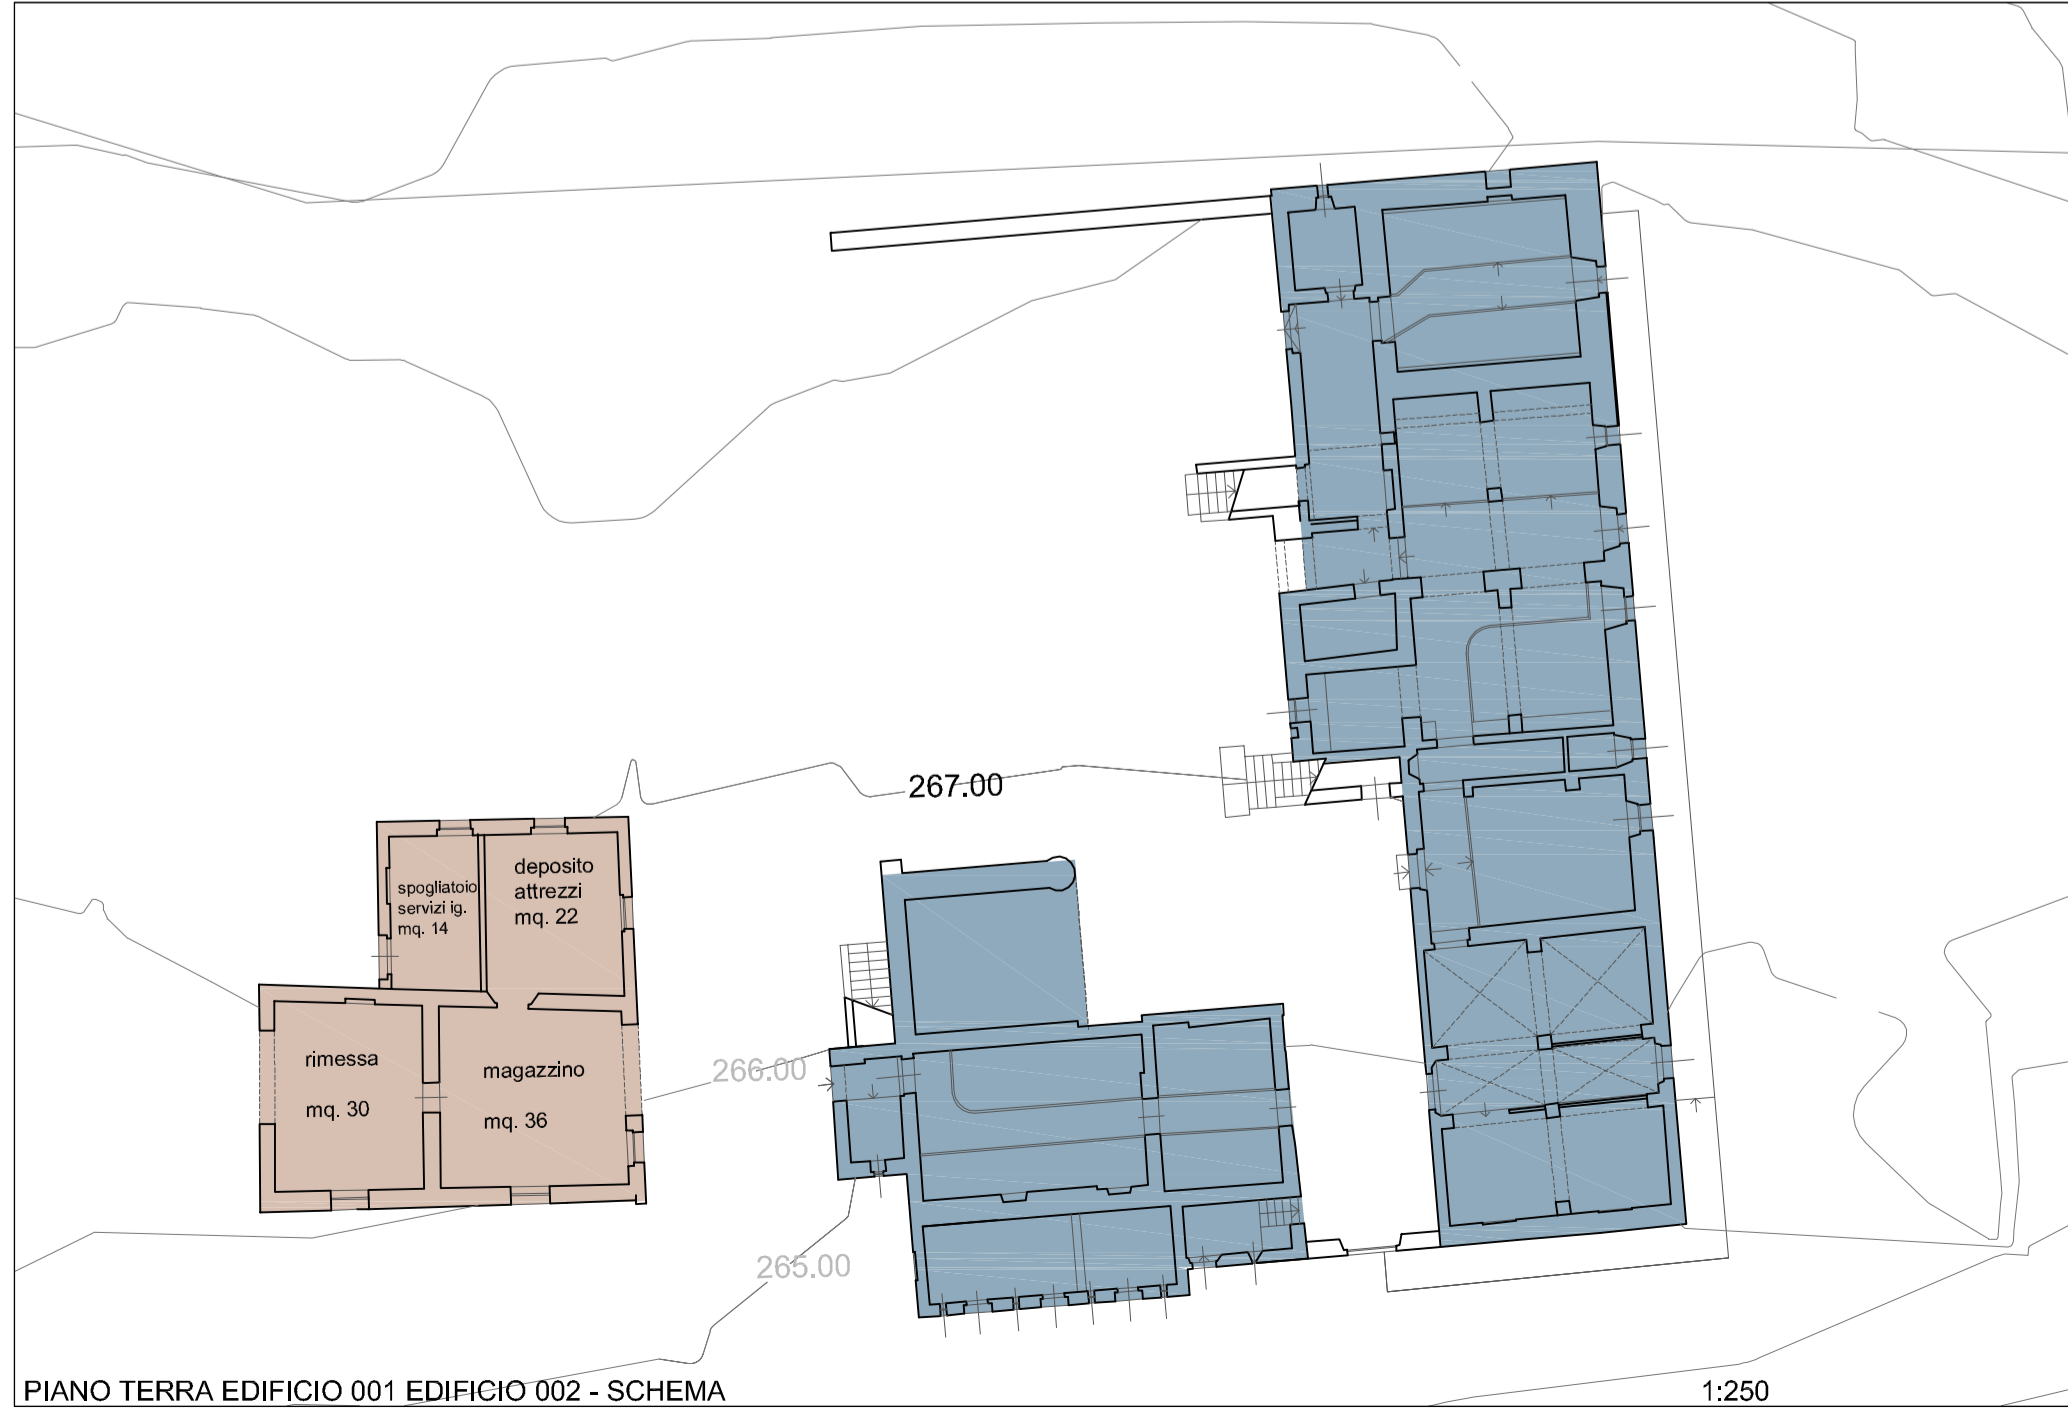 267.00
deposito
attrezzi
mq. 22
spogliatoio
servizi ig.
mq. 14
rimessa
mq. 30
magazzino
mq. 36
266.00
265.00
PIANO TERRA EDIFICIO 001 EDIFICIO 002 - SCHEMA
1:250